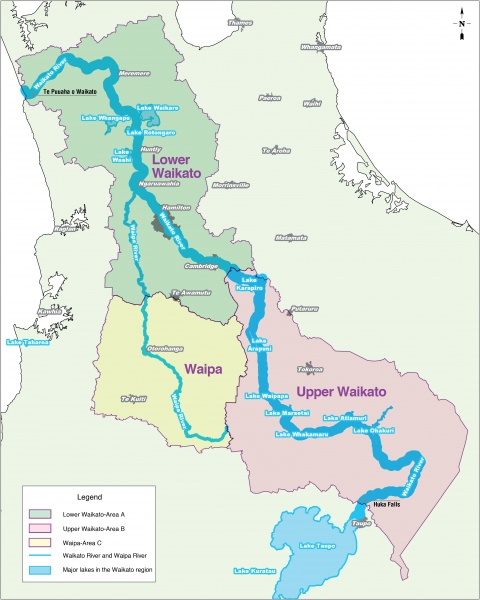 Thames
N
Whangamata
Waikato River
Meremere
Te Puuaha o Waikato
Paeroa
Waihi
Lake Waikare
Lake Whangape
Lake Rotongaro
Lake Waahi
Huntly
Te Aroha
Lower Waikato
Ngaruawahia
Morrinsville
Hamilton
Waikato River
Raglan
Waipa River
Matamata
Cambridge
Lake Karapiro
Te Awamutu
Kawhia
Putaruru
Lake Taharoa
Lake Arapuni
Otorohanga
Waipa
Tokoroa
Upper Waikato
Te Kuiti
Waipa River
Lake Waipapa
Lake Maraetai
Lake Atiamuri
Lake Whakamaru
Lake Ohakuri
Waikato River
Huka Falls
Taupo
Lake Taupo
Lake Kuratau
Legend
Lower Waikato-Area A
Upper Waikato-Area B
Waipa-Area C
Waikato River and Waipa River
Major lakes in the Waikato region